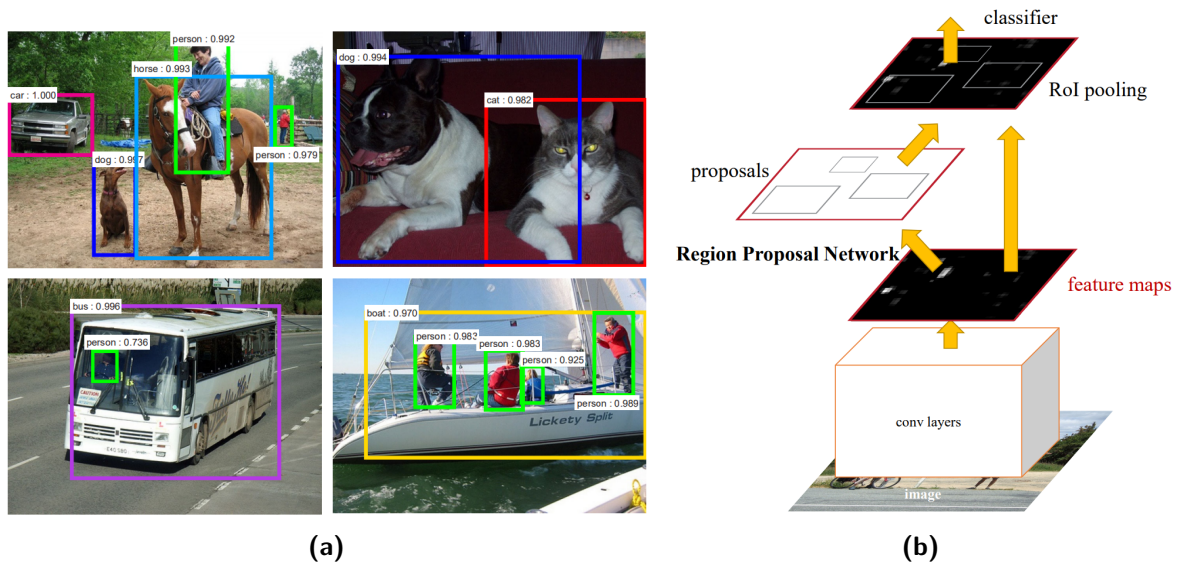 person : 0.992
horse : 0.993
car : 1.000
dog : 0.997
person : 0.979
dog : 0.994
cat : 0.982
bus : 0.996
person : 0.736
CAUTION
boat : 0.970
person : 0.983
person : 0.983
person : 0.925
person : 0.989
Lickety Split
(a)
classifier
RoI pooling
proposals
Region Proposal Network
feature maps
conv layers
image
(b)